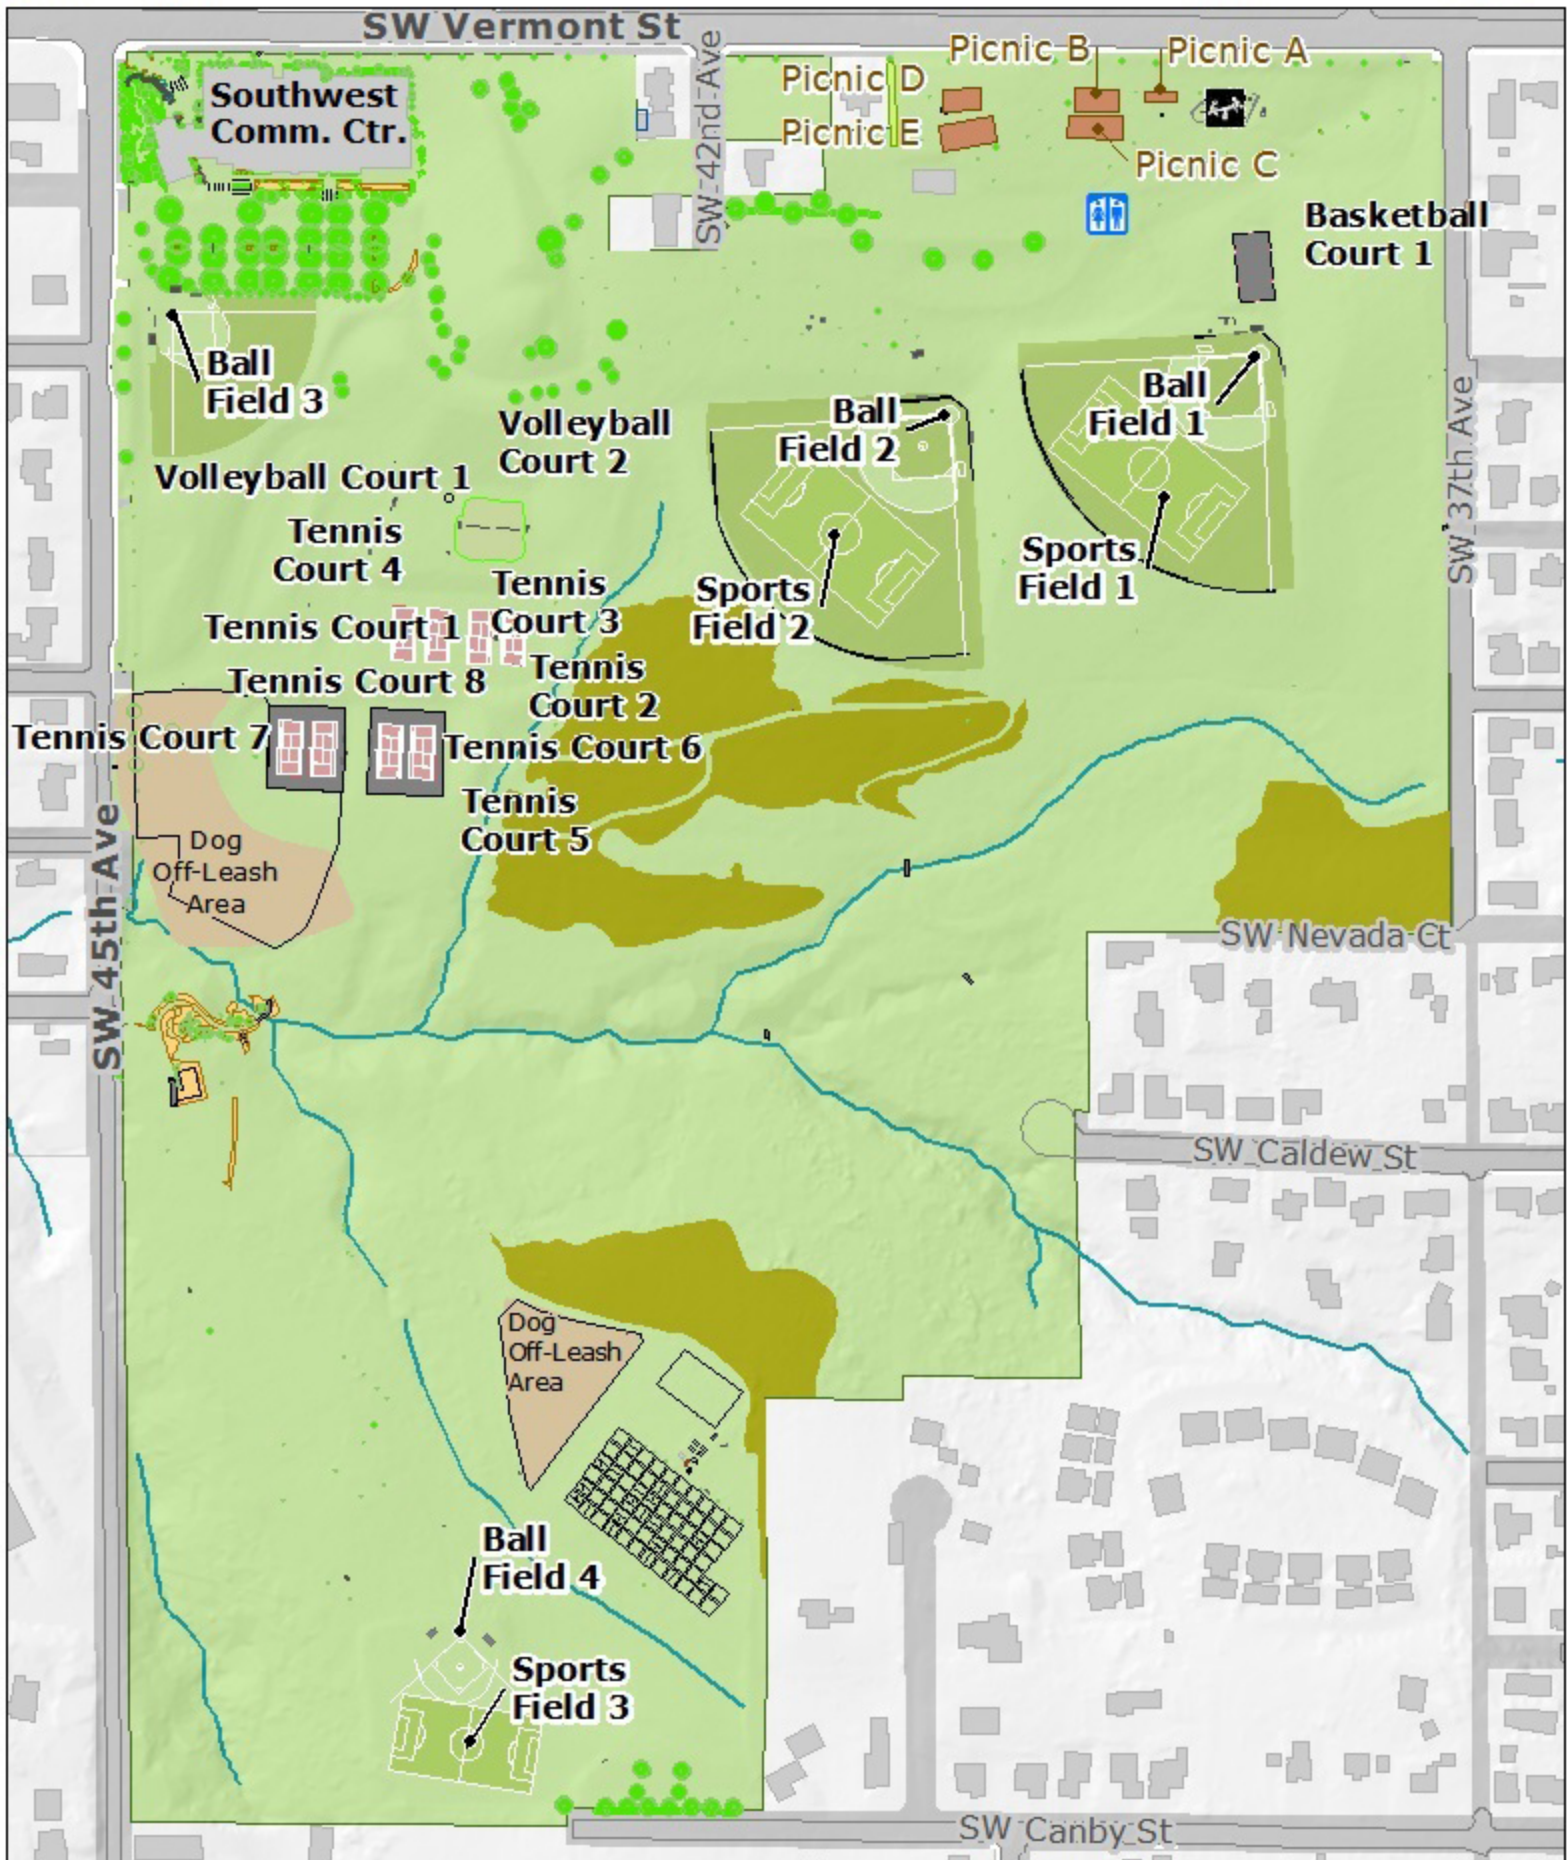 SW Vermont St
SW 42nd Ave
Picnic B
Picnic A
Picnic D
Picnic E
Picnic C
Southwest
Comm. Ctr.
Basketball
Court 1
Ball
Field 3
Ball
Field 2
Ball
Field 1
SW 37th Ave
Volleyball
Court 2
Volleyball Court 1
Tennis
Court 4
Tennis
Court 3
Sports
Field 2
Sports
Field 1
Tennis Court 1
Tennis Court 8
Tennis
Court 2
Tennis Court 7
Tennis Court 6
Tennis
Court 5
Dog
Off-Leash
Area
SW 45th Ave
SW Nevada Ct
SW Caldew St
Dog
Off-Leash
Area
Ball
Field 4
Sports
Field 3
SW Canby St